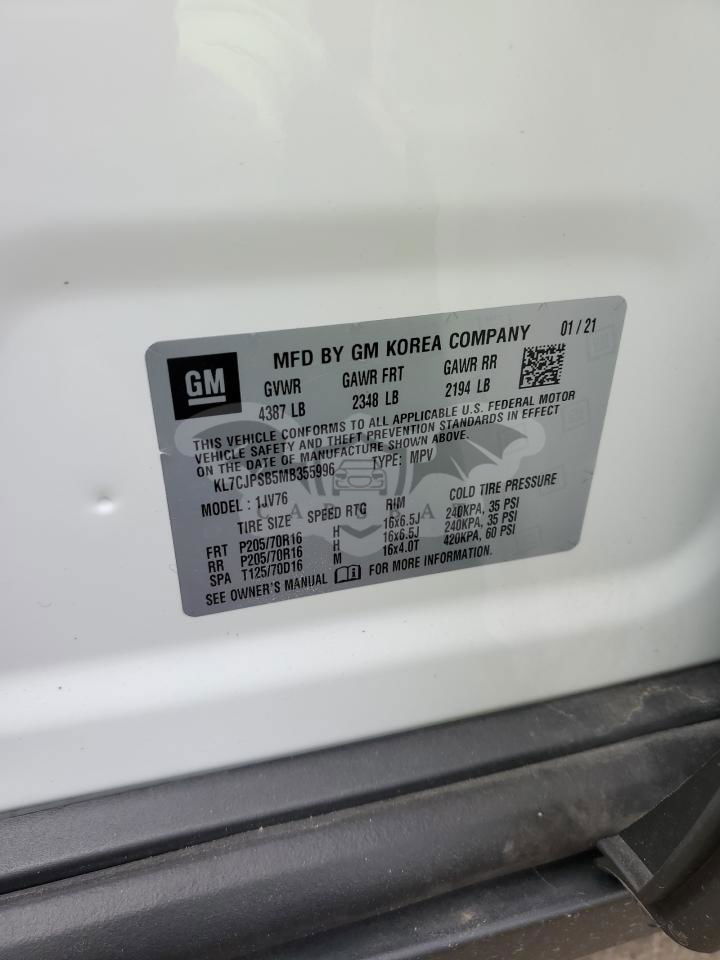 GM
MFD BY GM KOREA COMPANY 01 / 21
GVWR GAWR FRT GAWR RR
4387 LB 2348 LB 2194 LB
THIS VEHICLE CONFORMS TO ALL APPLICABLE U.S. FEDERAL MOTOR
VEHICLE SAFETY AND THEFT PREVENTION STANDARDS IN EFFECT
ON THE DATE OF MANUFACTURE SHOWN ABOVE.
KL7CJPSB5MB355996 TYPE: MPV
MODEL : 1JV76
TIRE SIZE SPEED RTG RIM COLD TIRE PRESSURE
FRT P205/70R16 H 16x6.5J 240KPA, 35 PSI
RR P205/70R16 H 16x6.5J 240KPA, 35 PSI
SPA T125/70D16 M 16x4.0T 420KPA, 60 PSI
SEE OWNER'S MANUAL FOR MORE INFORMATION.